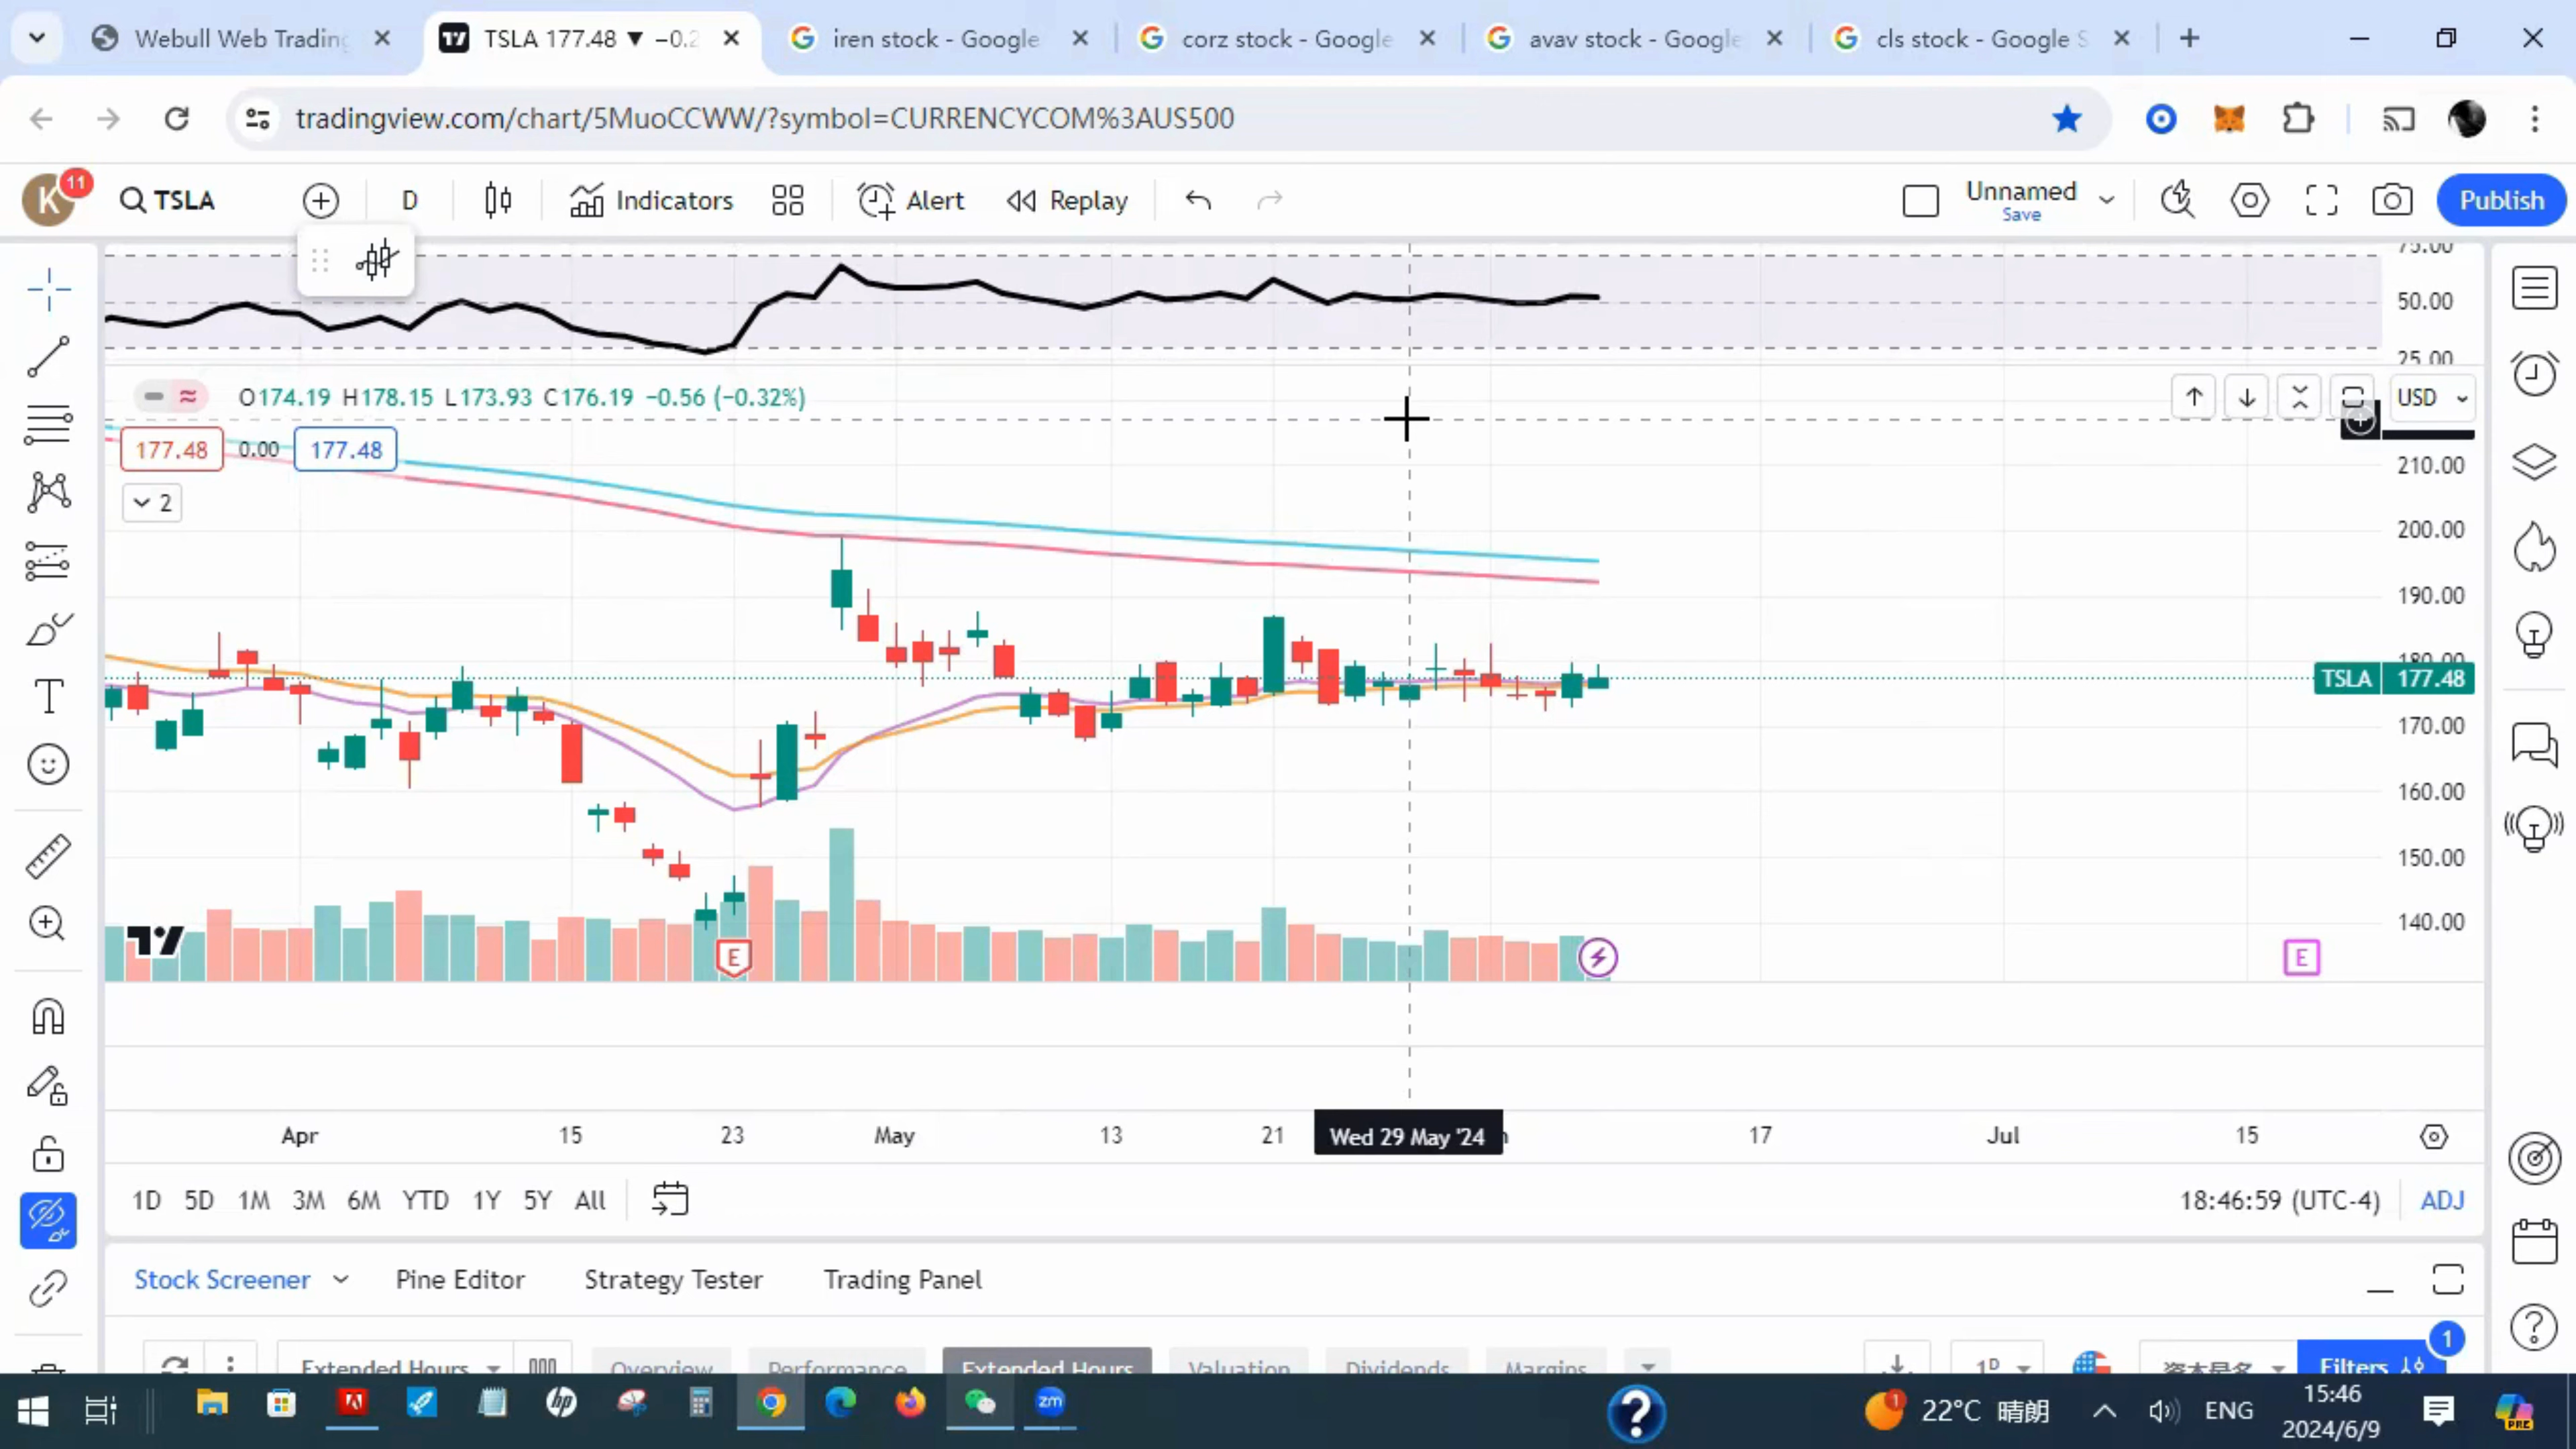 Webull Web Trading
TSLA 177.48 ▼ −0.2
iren stock - Google
corz stock - Google
avav stock - Google
cls stock - Google S
tradingview.com/chart/5MuoCCWW/?symbol=CURRENCYCOM%3AUS500
K
11
TSLA
D
Indicators
Alert
Replay
Unnamed
Save
Publish
75.00
50.00
25.00
O174.19 H178.15 L173.93 C176.19 −0.56 (−0.32%)
USD
177.48
0.00
177.48
2
210.00
200.00
190.00
180.00
TSLA 177.48
170.00
160.00
150.00
140.00
E
E
Apr
15
23
May
13
21
Wed 29 May '24
17
Jul
15
1D 5D 1M 3M 6M YTD 1Y 5Y All
18:46:59 (UTC-4)
ADJ
Stock Screener
Pine Editor
Strategy Tester
Trading Panel
1
Extended Hours
Overview
Performance
Extended Hours
Valuation
Dividends
Margins
1D
Filters
hp
zm
1
22°C 晴朗
ENG
15:46
2024/6/9
PRE